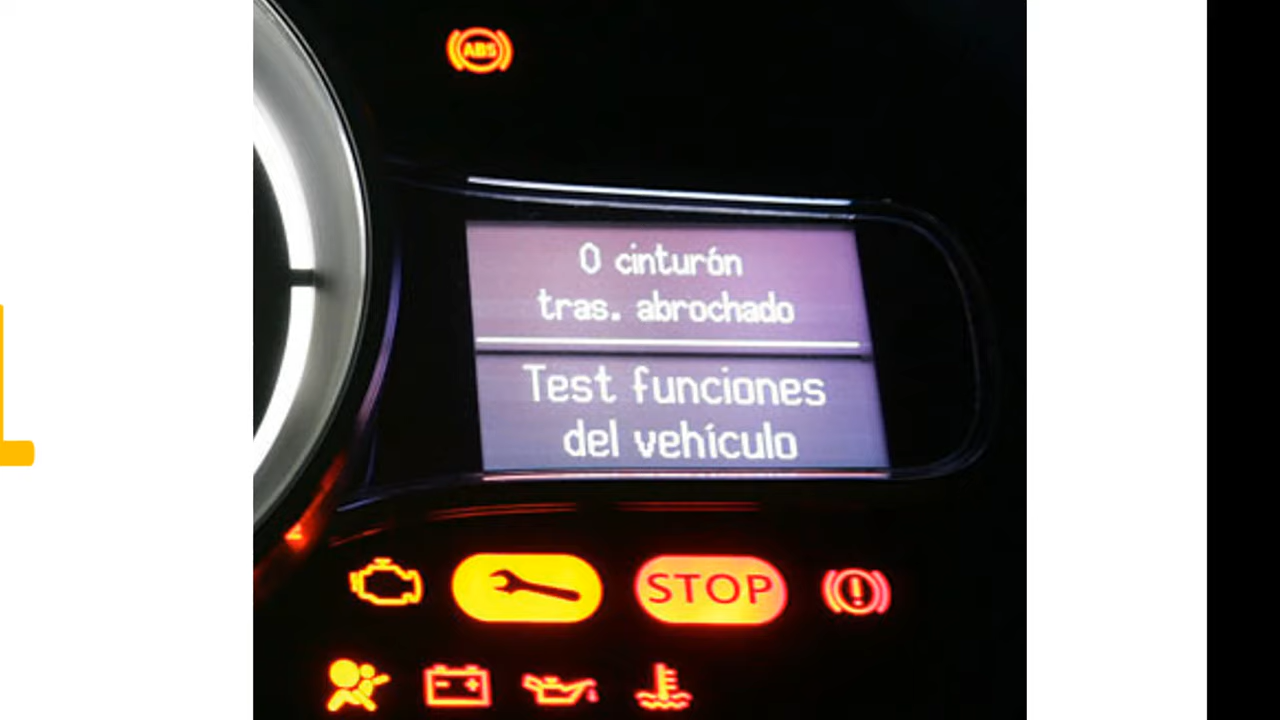 ABS
0 cinturón
tras. abrochado
Test funciones
del vehículo
STOP